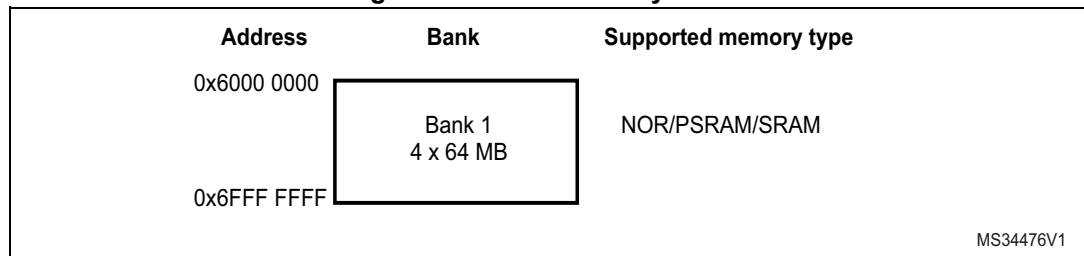 Address Bank Supported memory type
0x6000 0000
Bank 1 NOR/PSRAM/SRAM
4 x 64 MB
0x6FFF FFFF
MS34476V1